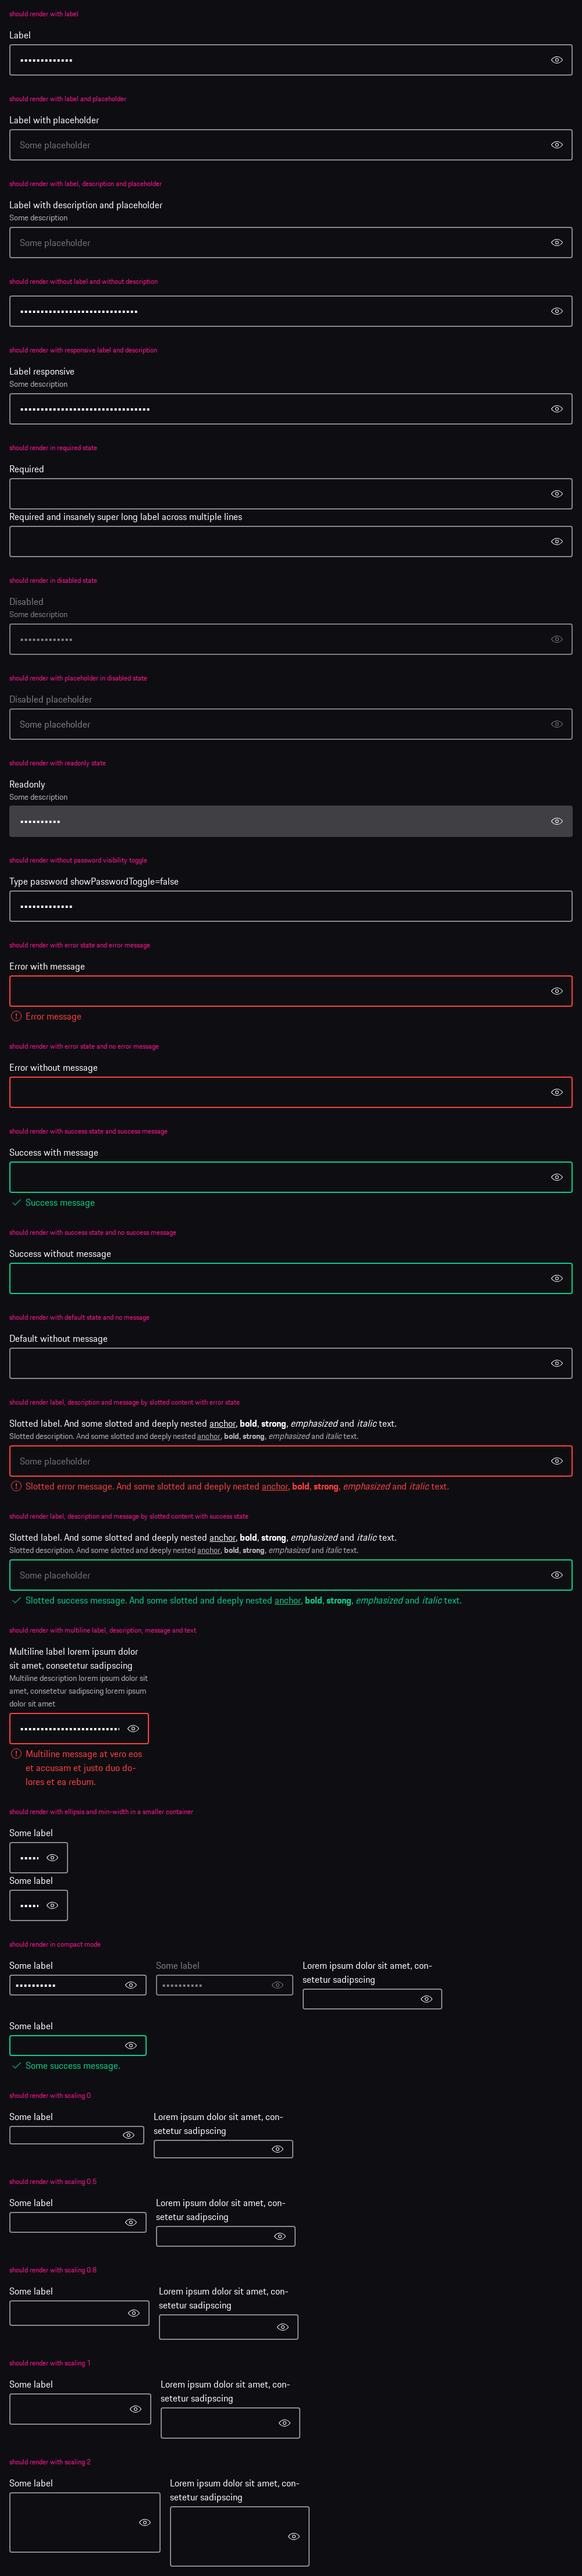 should render with label
Label
•••••••••••••
should render with label and placeholder
Label with placeholder
Some placeholder
should render with label, description and placeholder
Label with description and placeholder
Some description
Some placeholder
should render without label and without description
•••••••••••••••••••••••••••••
should render with responsive label and description
Label responsive
Some description
••••••••••••••••••••••••••••••••
should render in required state
Required
Required and insanely super long label across multiple lines
should render in disabled state
Disabled
Some description
•••••••••••••
should render with placeholder in disabled state
Disabled placeholder
Some placeholder
should render with readonly state
Readonly
Some description
••••••••••
should render without password visibility toggle
Type password showPasswordToggle=false
•••••••••••••
should render with error state and error message
Error with message
Error message
should render with error state and no error message
Error without message
should render with success state and success message
Success with message
Success message
should render with success state and no success message
Success without message
should render with default state and no message
Default without message
should render label, description and message by slotted content with error state
Slotted label. And some slotted and deeply nested anchor, bold, strong, emphasized and italic text.
Slotted description. And some slotted and deeply nested anchor, bold, strong, emphasized and italic text.
Some placeholder
Slotted error message. And some slotted and deeply nested anchor, bold, strong, emphasized and italic text.
should render label, description and message by slotted content with success state
Slotted label. And some slotted and deeply nested anchor, bold, strong, emphasized and italic text.
Slotted description. And some slotted and deeply nested anchor, bold, strong, emphasized and italic text.
Some placeholder
Slotted success message. And some slotted and deeply nested anchor, bold, strong, emphasized and italic text.
should render with multiline label, description, message and text
Multiline label lorem ipsum dolor
sit amet, consetetur sadipscing
Multiline description lorem ipsum dolor sit
amet, consetetur sadipscing lorem ipsum
dolor sit amet
•••••••••••••••••••••••••
Multiline message at vero eos
et accusam et justo duo do-
lores et ea rebum.
should render with ellipsis and min-width in a smaller container
Some label
•••••
Some label
•••••
should render in compact mode
Some label
••••••••••
Some label
••••••••••
Lorem ipsum dolor sit amet, con-
setetur sadipscing
Some label
Some success message.
should render with scaling 0
Some label
Lorem ipsum dolor sit amet, con-
setetur sadipscing
should render with scaling 0.5
Some label
Lorem ipsum dolor sit amet, con-
setetur sadipscing
should render with scaling 0.8
Some label
Lorem ipsum dolor sit amet, con-
setetur sadipscing
should render with scaling 1
Some label
Lorem ipsum dolor sit amet, con-
setetur sadipscing
should render with scaling 2
Some label
Lorem ipsum dolor sit amet, con-
setetur sadipscing